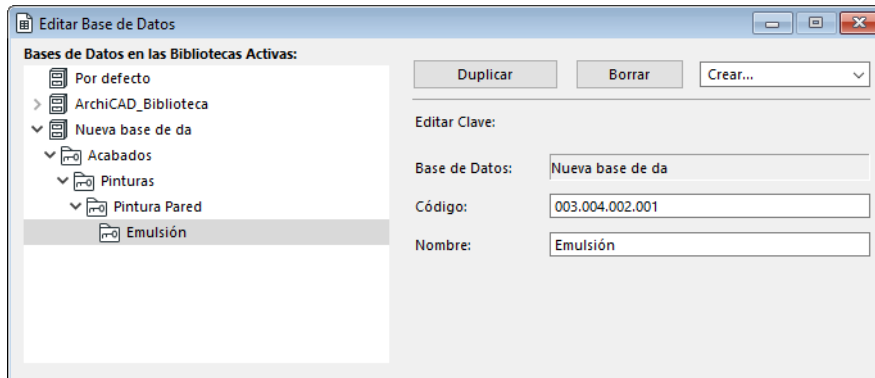 Editar Base de Datos
Bases de Datos en las Bibliotecas Activas:
Por defecto
ArchiCAD_Biblioteca
Nueva base de da
Acabados
Pinturas
Pintura Pared
Emulsión
Duplicar
Borrar
Crear...
Editar Clave:
Base de Datos: Nueva base de da
Código: 003.004.002.001
Nombre: Emulsión